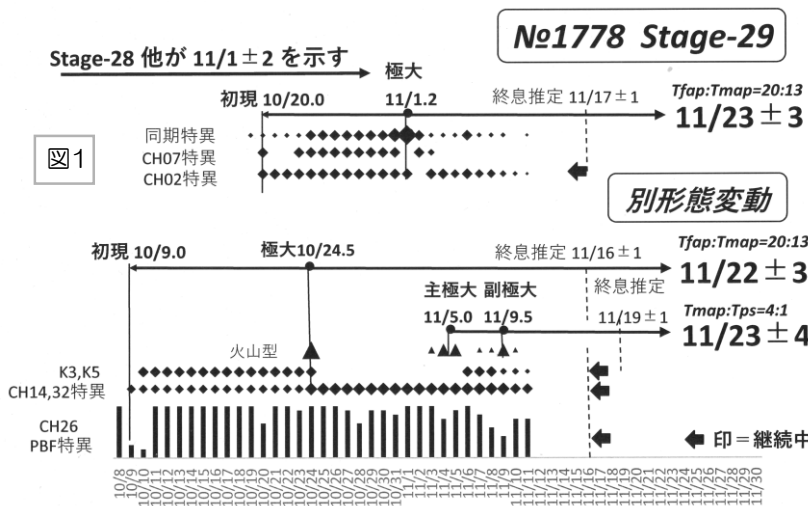 №1778 Stage-29
Stage-28 他が 11/1±2 を示す
極大
初現 10/20.0
11/1.2
終息推定 11/17±1
Tfap:Tmap=20:13
11/23±3
図1
同期特異
CH07特異
CH02特異
別形態変動
初現 10/9.0
極大10/24.5
終息推定 11/16±1
Tfap:Tmap=20:13
11/22±3
主極大 副極大
終息推定
11/5.0 11/9.5
11/19±1
Tmap:Tps=4:1
11/23±4
火山型
K3,K5
CH14,32特異
CH26
PBF特異
印=継続中
10/8 10/9 10/10 10/11 10/12 10/13 10/14 10/15 10/16 10/17 10/18 10/19 10/20 10/21 10/22 10/23 10/24 10/25 10/26 10/27 10/28 10/29 10/30 10/31 11/1 11/2 11/3 11/4 11/5 11/6 11/7 11/8 11/9 11/10 11/11 11/12 11/13 11/14 11/15 11/16 11/17 11/18 11/19 11/20 11/21 11/22 11/23 11/24 11/25 11/26 11/27 11/28 11/29 11/30